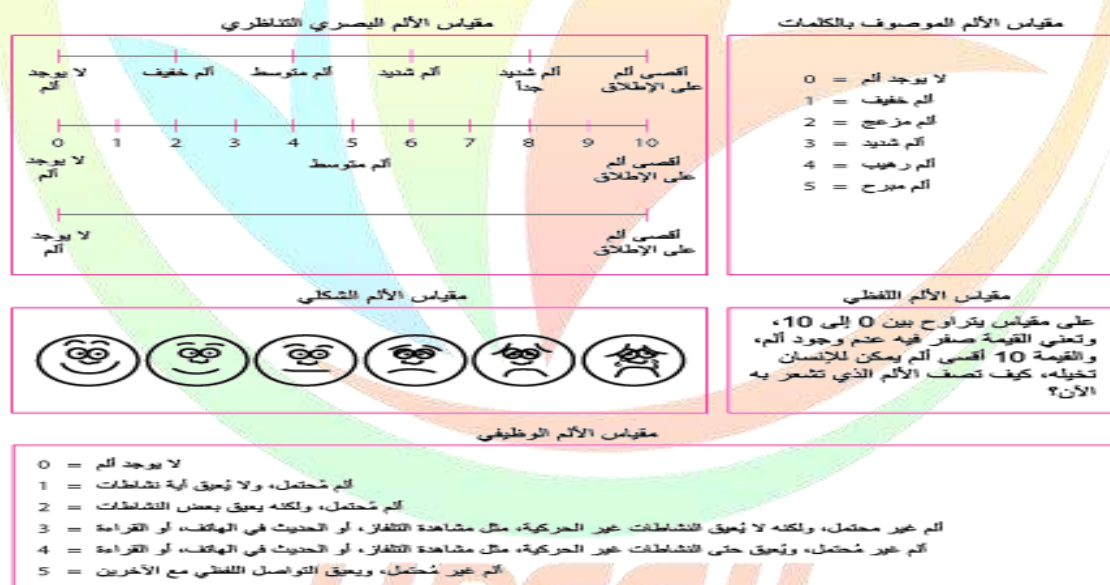 مقياس الألم الموصوف بالكلمات
0 = لا يوجد ألم
1 = ألم خفيف
2 = ألم مزعج
3 = ألم شديد
4 = ألم رهيب
5 = ألم مبرح
مقياس الألم البصري التناظري
لا يوجد ألم
ألم خفيف
ألم متوسط
ألم شديد
ألم شديد جداً
أقصى ألم على الإطلاق
0 1 2 3 4 5 6 7 8 9 10
لا يوجد ألم
ألم متوسط
أقصى ألم على الإطلاق
لا يوجد ألم
أقصى ألم على الإطلاق
مقياس الألم اللفظي
على مقياس يتراوح بين 0 إلى 10،
وتعني القيمة صفر فيه عدم وجود ألم،
والقيمة 10 أقسى ألم يمكن للإنسان
تخيله، كيف تصف الألم الذي تشعر به
الآن؟
مقياس الألم الشكلي
مقياس الألم الوظيفي
0 = لا يوجد ألم
1 = ألم مُحتمل، ولا يُعيق أية نشاطات
2 = ألم مُحتمل، ولكنه يعيق بعض النشاطات
3 = ألم غير محتمل، ولكنه لا يُعيق النشاطات غير الحركية، مثل مشاهدة التلفاز، أو الحديث في الهاتف، أو القراءة
4 = ألم غير مُحتمل، ويُعيق حتى النشاطات غير الحركية، مثل مشاهدة التلفاز، أو الحديث في الهاتف، أو القراءة
5 = ألم غير مُحتمل، ويعيق التواصل اللفظي مع الآخرين